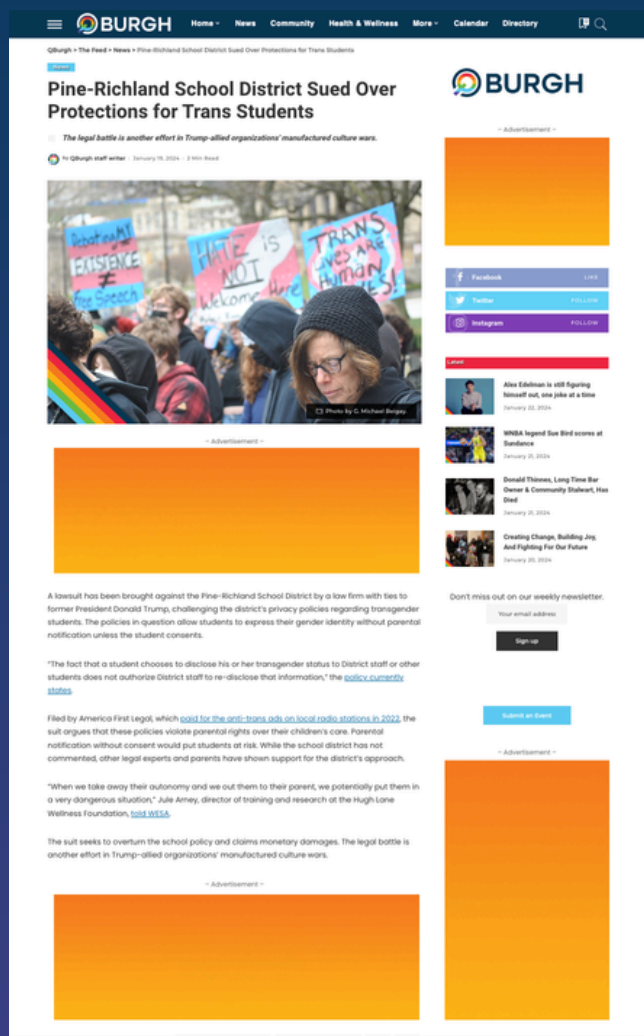 QBURGH
Home
News
Community
Health & Wellness
More
Calendar
Directory
QBurgh > The Feed > News > Pine-Richland School District Sued Over Protections for Trans Students
News
Pine-Richland School District Sued Over
Protections for Trans Students
The legal battle is another effort in Trump-allied organizations' manufactured culture wars.
by QBurgh staff writer
January 19, 2024
2 Min Read
Debating MY
EXISTENCE
≠
Free Speech
HATE is
NOT
Welcome Here
TRANS
Lives ARE
Human
Photo by G. Michael Beigay
- Advertisement -
A lawsuit has been brought against the Pine-Richland School District by a law firm with ties to
former President Donald Trump, challenging the district's privacy policies regarding transgender
students. The policies in question allow students to express their gender identity without parental
notification unless the student consents.
"The fact that a student chooses to disclose his or her transgender status to District staff or other
students does not authorize District staff to re-disclose that information," the policy currently
states.
Filed by America First Legal, which paid for the anti-trans ads on local radio stations in 2022, the
suit argues that these policies violate parental rights over their children's care. Parental
notification without consent would put students at risk. While the school district has not
commented, other legal experts and parents have shown support for the district's approach.
"When we take away their autonomy and we out them to their parent, we potentially put them in
a very dangerous situation," Jule Arney, director of training and research at the Hugh Lane
Wellness Foundation, told WESA.
The suit seeks to overturn the school policy and claims monetary damages. The legal battle is
another effort in Trump-allied organizations' manufactured culture wars.
- Advertisement -
QBURGH
- Advertisement -
Facebook
LIKE
Twitter
FOLLOW
Instagram
FOLLOW
Latest
Alex Edelman is still figuring
himself out, one joke at a time
January 22, 2024
WNBA legend Sue Bird scores at
Sundance
January 21, 2024
Donald Thinnes, Long Time Bar
Owner & Community Stalwart, Has
Died
January 21, 2024
Creating Change, Building Joy,
And Fighting For Our Future
January 20, 2024
Don't miss out on our weekly newsletter.
Your email address
Sign up
Submit an Event
- Advertisement -